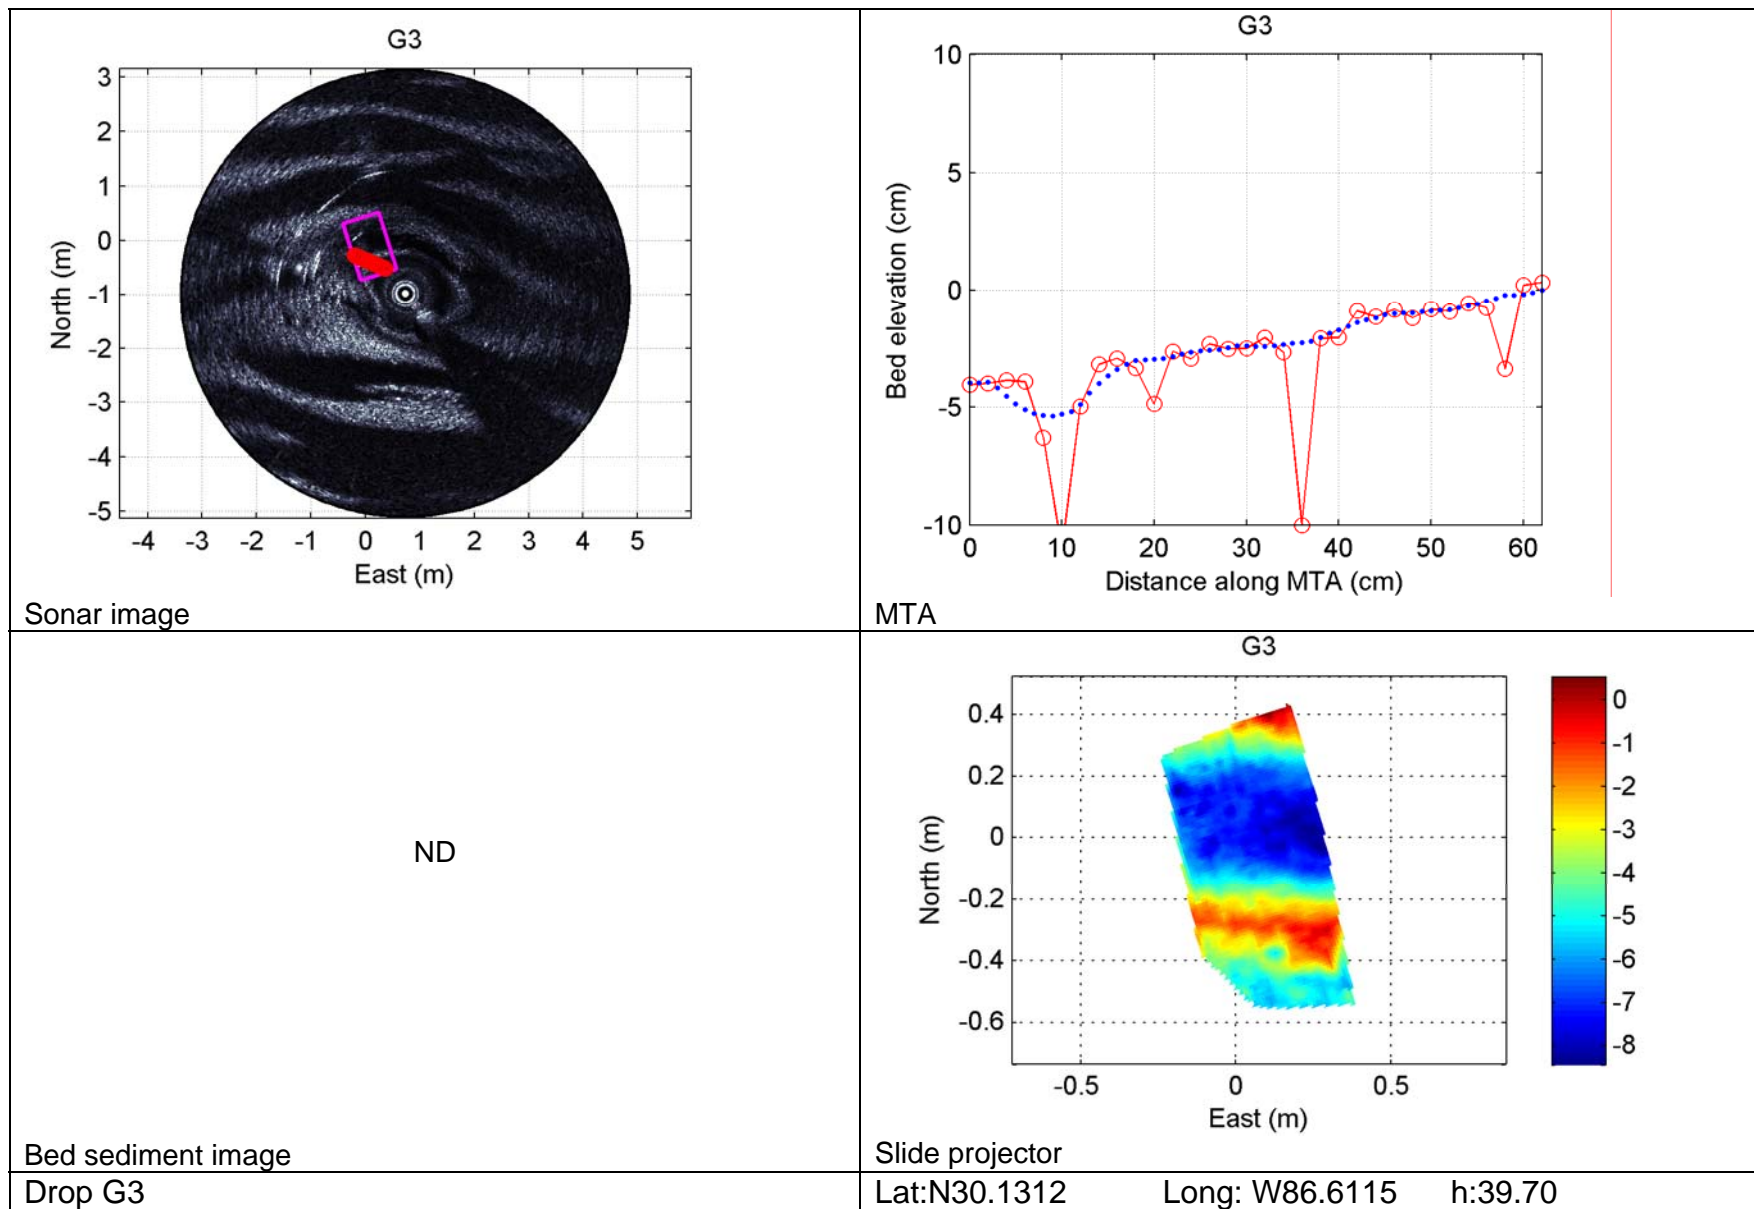 G3
3
2
1
0
-1
-2
-3
-4
-5
North (m)
-4 -3 -2 -1 0 1 2 3 4 5
East (m)
Sonar image
G3
10
5
0
-5
-10
Bed elevation (cm)
0 10 20 30 40 50 60
Distance along MTA (cm)
MTA
ND
Bed sediment image
G3
0.4
0.2
0
-0.2
-0.4
-0.6
North (m)
-0.5 0 0.5
East (m)
0
-1
-2
-3
-4
-5
-6
-7
-8
Slide projector
Drop G3
Lat:N30.1312 Long: W86.6115 h:39.70